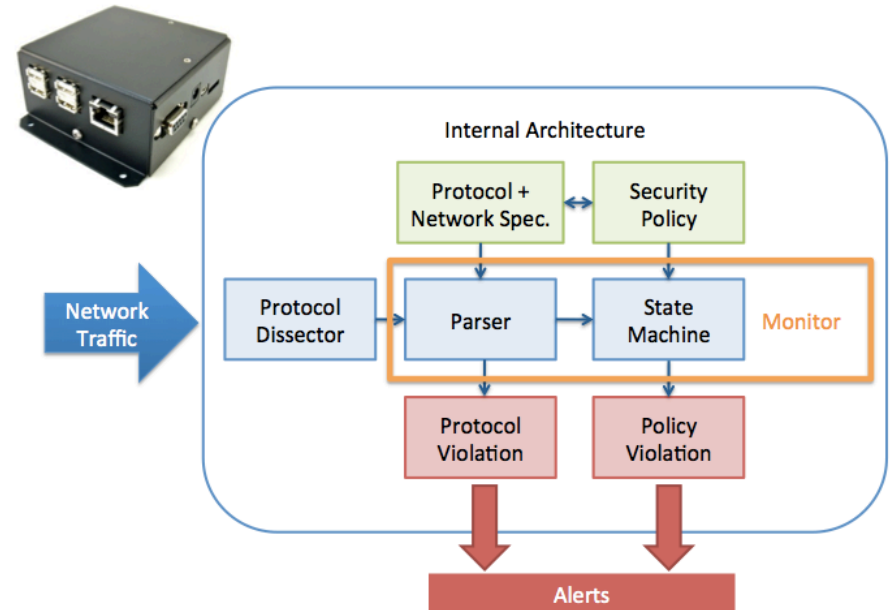 Internal Architecture
Protocol +
Network Spec.
Security
Policy
Network
Traffic
Protocol
Dissector
Parser
State
Machine
Monitor
Protocol
Violation
Policy
Violation
Alerts